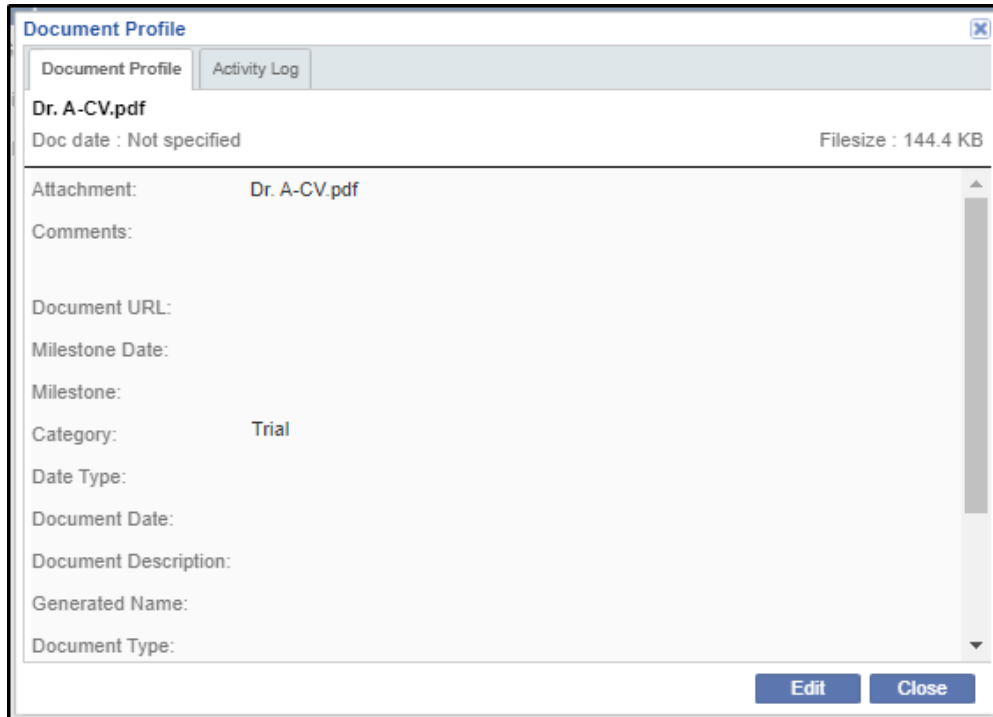 Document Profile
Document Profile Activity Log
Dr. A-CV.pdf
Doc date : Not specified Filesize : 144.4 KB
Attachment: Dr. A-CV.pdf
Comments:
Document URL:
Milestone Date:
Milestone:
Category: Trial
Date Type:
Document Date:
Document Description:
Generated Name:
Document Type:
Edit Close